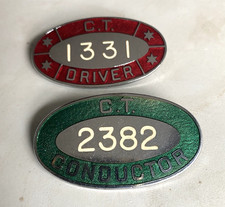 C.T.
1331
DRIVER
C.T.
2382
CONDUCTOR